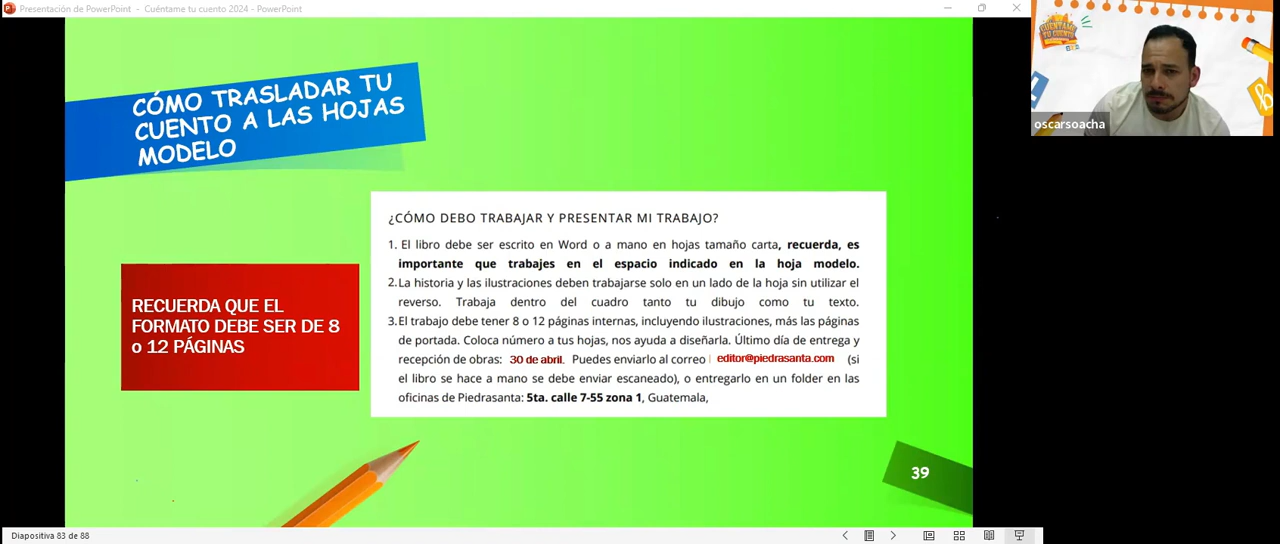 Presentación de PowerPoint - Cuéntame tu cuento 2024 - PowerPoint
CÓMO TRASLADAR TU
CUENTO A LAS HOJAS
MODELO
¿CÓMO DEBO TRABAJAR Y PRESENTAR MI TRABAJO?
1. El libro debe ser escrito en Word o a mano en hojas tamaño carta, recuerda, es
importante que trabajes en el espacio indicado en la hoja modelo.
2.La historia y las ilustraciones deben trabajarse solo en un lado de la hoja sin utilizar el
reverso. Trabaja dentro del cuadro tanto tu dibujo como tu texto.
3.El trabajo debe tener 8 o 12 páginas internas, incluyendo ilustraciones, más las páginas
de portada. Coloca número a tus hojas, nos ayuda a diseñarla. Último día de entrega y
recepción de obras: 30 de abril. Puedes enviarlo al correo editor@piedrasanta.com (si
el libro se hace a mano se debe enviar escaneado), o entregarlo en un folder en las
oficinas de Piedrasanta: 5ta. calle 7-55 zona 1, Guatemala,
RECUERDA QUE EL
FORMATO DEBE SER DE 8
o 12 PÁGINAS
39
CUÉNTAME
TU CUENTO
oscarsoacha
Diapositiva 83 de 88